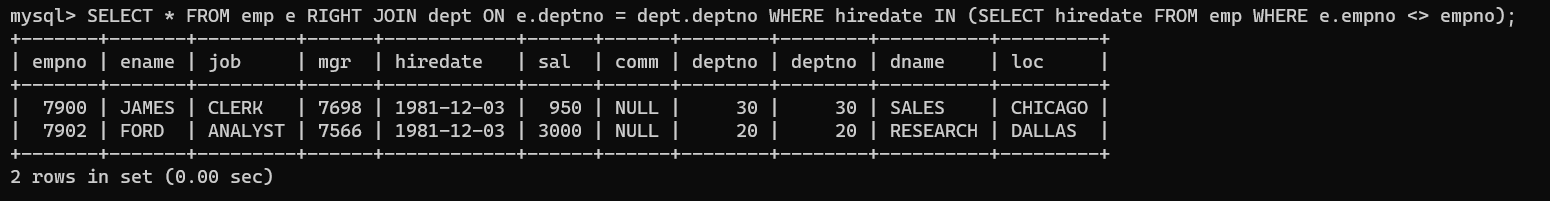 mysql> SELECT * FROM emp e RIGHT JOIN dept ON e.deptno = dept.deptno WHERE hiredate IN (SELECT hiredate FROM emp WHERE e.empno <> empno);
+-------+-------+---------+------+------------+------+------+--------+--------+----------+---------+
| empno | ename | job     | mgr  | hiredate   | sal  | comm | deptno | deptno | dname    | loc     |
+-------+-------+---------+------+------------+------+------+--------+--------+----------+---------+
|  7900 | JAMES | CLERK   | 7698 | 1981-12-03 |  950 | NULL |     30 |     30 | SALES    | CHICAGO |
|  7902 | FORD  | ANALYST | 7566 | 1981-12-03 | 3000 | NULL |     20 |     20 | RESEARCH | DALLAS  |
+-------+-------+---------+------+------------+------+------+--------+--------+----------+---------+
2 rows in set (0.00 sec)